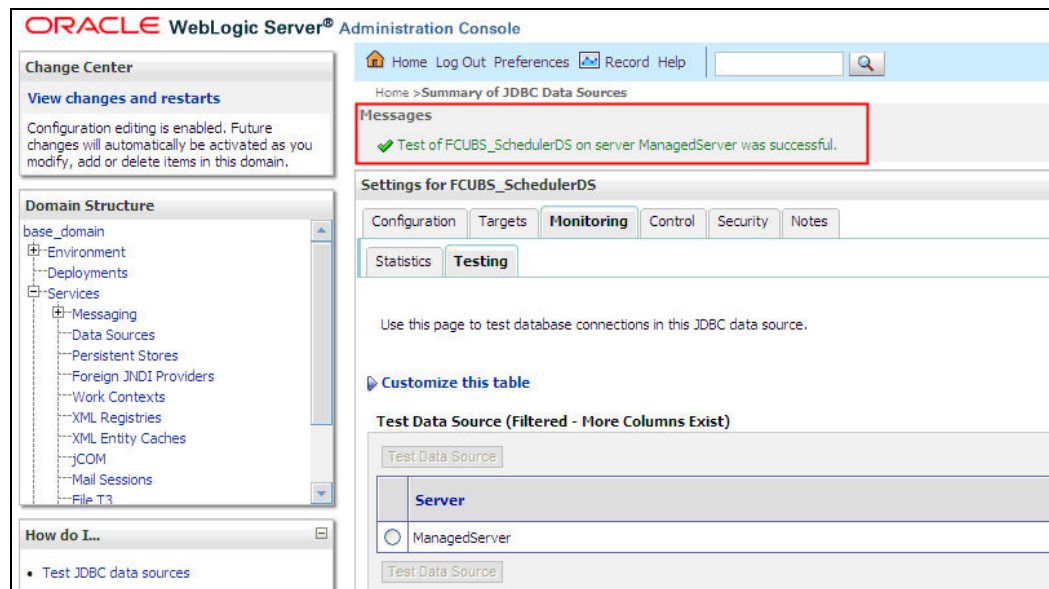 ORACLE WebLogic Server® Administration Console
Change Center
View changes and restarts
Configuration editing is enabled. Future
changes will automatically be activated as you
modify, add or delete items in this domain.
Domain Structure
base_domain
Environment
Deployments
Services
Messaging
Data Sources
Persistent Stores
Foreign JNDI Providers
Work Contexts
XML Registries
XML Entity Caches
jCOM
Mail Sessions
File T3
How do I...
Test JDBC data sources
Home Log Out Preferences Record Help
Home >Summary of JDBC Data Sources
Messages
Test of FCUBS_SchedulerDS on server ManagedServer was successful.
Settings for FCUBS_SchedulerDS
Configuration Targets Monitoring Control Security Notes
Statistics Testing
Use this page to test database connections in this JDBC data source.
Customize this table
Test Data Source (Filtered - More Columns Exist)
Test Data Source
Server
ManagedServer
Test Data Source